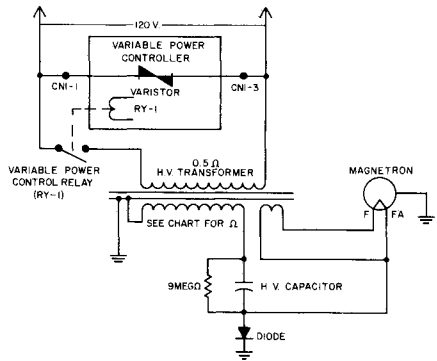 120 V.
VARIABLE POWER
CONTROLLER
CN1-1
VARISTOR
CN1-3
RY-1
VARIABLE POWER
CONTROL RELAY
(RY-1)
0.5 Ω
H.V. TRANSFORMER
MAGNETRON
F
FA
SEE CHART FOR Ω
9MEGΩ
H.V. CAPACITOR
DIODE